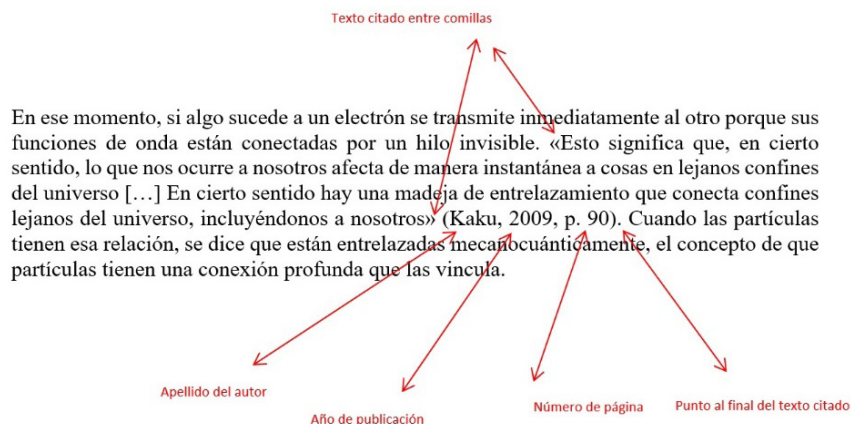 Texto citado entre comillas
En ese momento, si algo sucede a un electrón se transmite inmediatamente al otro porque sus
funciones de onda están conectadas por un hilo invisible. «Esto significa que, en cierto
sentido, lo que nos ocurre a nosotros afecta de manera instantánea a cosas en lejanos confines
del universo […] En cierto sentido hay una madeja de entrelazamiento que conecta confines
lejanos del universo, incluyéndonos a nosotros» (Kaku, 2009, p. 90). Cuando las partículas
tienen esa relación, se dice que están entrelazadas mecanocuánticamente, el concepto de que
partículas tienen una conexión profunda que las vincula.
Apellido del autor
Año de publicación
Número de página
Punto al final del texto citado